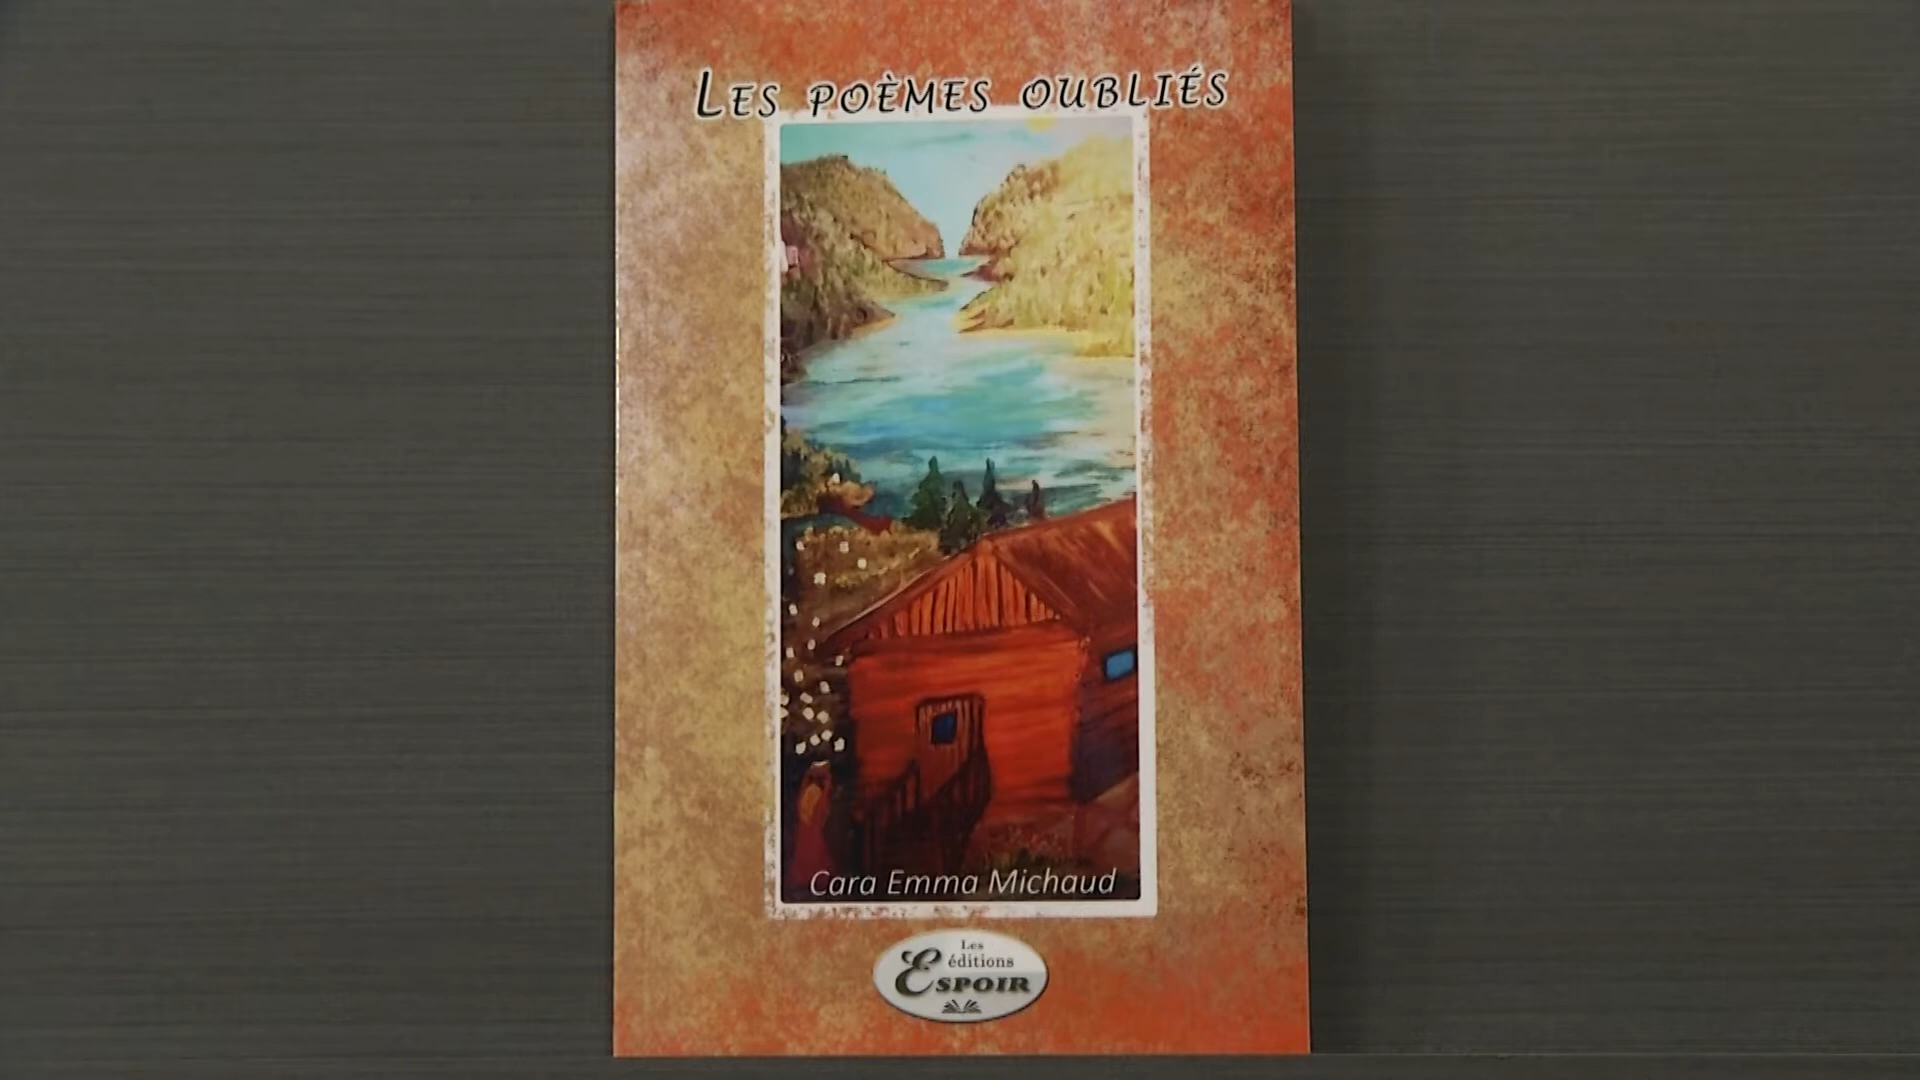 LES POÈMES OUBLIÉS
Cara Emma Michaud
Les
éditions
ESPOIR